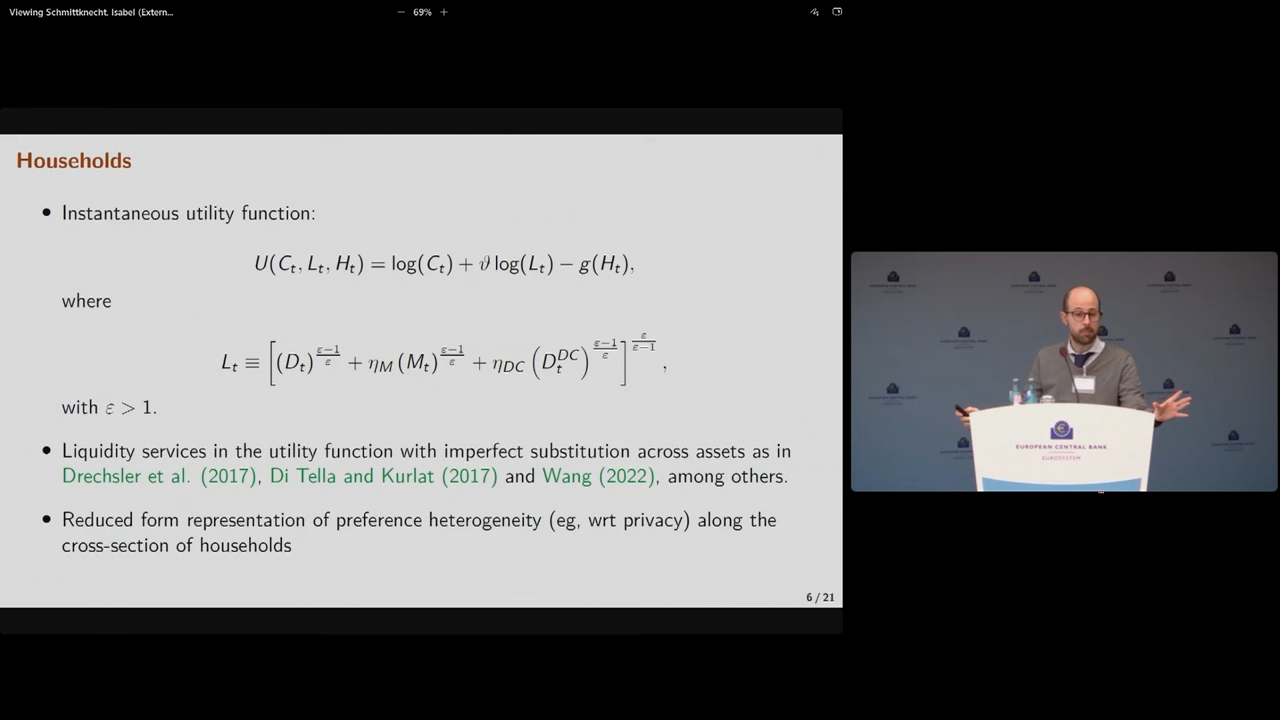 Viewing Schmittknecht, Isabel (Extern...
69%
Households
• Instantaneous utility function:
U(C_t, L_t, H_t) = log(C_t) + ϑ log(L_t) − g(H_t),
where
L_t ≡ [(D_t)^{(ε−1)/ε} + η_M (M_t)^{(ε−1)/ε} + η_{DC} (D_t^{DC})^{(ε−1)/ε}]^{ε/(ε−1)},
with ε > 1.
• Liquidity services in the utility function with imperfect substitution across assets as in
Drechsler et al. (2017), Di Tella and Kurlat (2017) and Wang (2022), among others.
• Reduced form representation of preference heterogeneity (eg, wrt privacy) along the
cross-section of households
6 / 21
EUROPEAN CENTRAL BANK
EUROSYSTEM